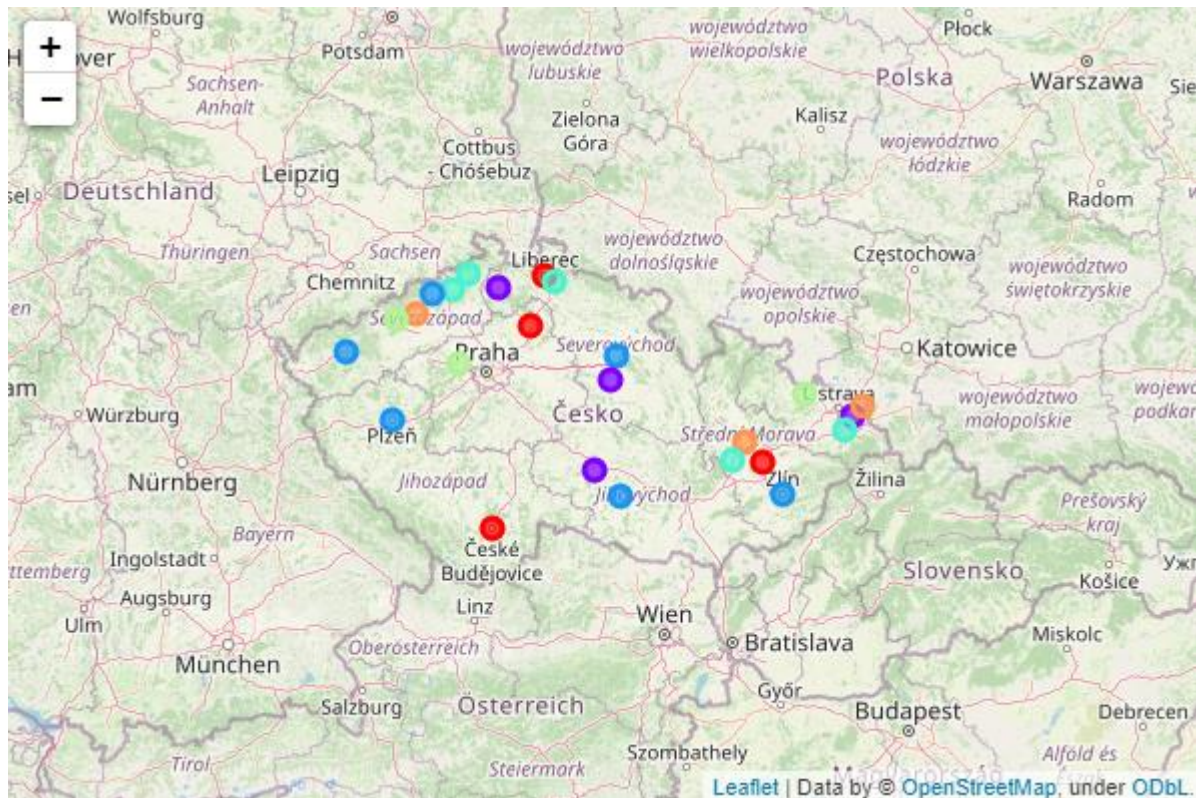 +
−
Wolfsburg
Potsdam
województwo
lubuskie
województwo
wielkopolskie
Płock
Sachsen-
Anhalt
Polska
Warszawa
Zielona
Góra
Kalisz
Cottbus
- Chóśebuz
województwo
łódzkie
Leipzig
Deutschland
Radom
Thüringen
Sachsen
Liberec
województwo
dolnośląskie
Częstochowa
Chemnitz
województwo
świętokrzyskie
województwo
opolskie
Severozápad
Praha
Severovýchod
Katowice
Ostrava
województwo
małopolskie
Würzburg
Česko
Plzeň
Střední Morava
Jihozápad
Jihovýchod
Zlín
Žilina
Nürnberg
Prešovský
kraj
Bayern
České
Budějovice
Ingolstadt
Slovensko
Košice
Augsburg
Linz
Ulm
Wien
Bratislava
Miskolc
München
Oberösterreich
Győr
Salzburg
Österreich
Budapest
Debrecen
Szombathely
Tirol
Steiermark
Alföld és
Leaflet | Data by © OpenStreetMap, under ODbL.